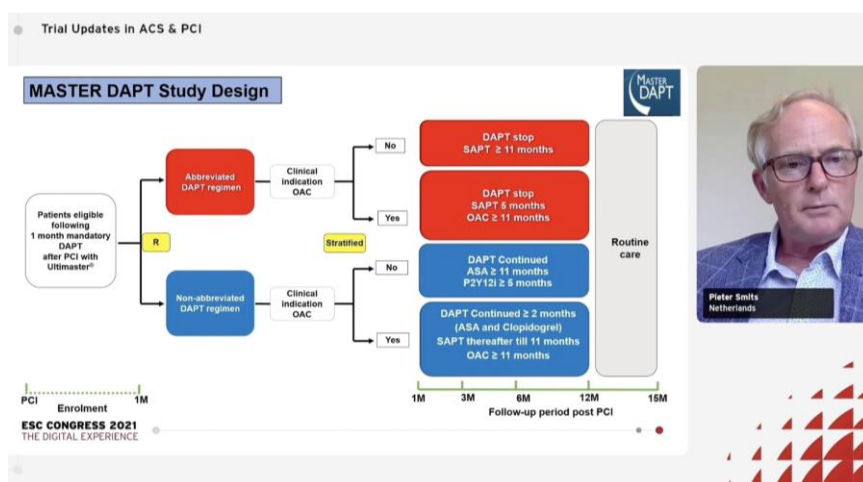 Trial Updates in ACS & PCI
MASTER DAPT Study Design
MASTER
DAPT
Patients eligible
following
1 month mandatory
DAPT
after PCI with
Ultimaster®
R
Abbreviated
DAPT regimen
Clinical
indication
OAC
No
DAPT stop
SAPT ≥ 11 months
Yes
DAPT stop
SAPT 5 months
OAC ≥ 11 months
Stratified
Non-abbreviated
DAPT regimen
Clinical
indication
OAC
No
DAPT Continued
ASA ≥ 11 months
P2Y12i ≥ 5 months
Yes
DAPT Continued ≥ 2 months
(ASA and Clopidogrel)
SAPT thereafter till 11 months
OAC ≥ 11 months
Routine
care
Pieter Smits
Netherlands
PCI
Enrolment
1M
1M
3M
6M
12M
15M
Follow-up period post PCI
ESC CONGRESS 2021
THE DIGITAL EXPERIENCE